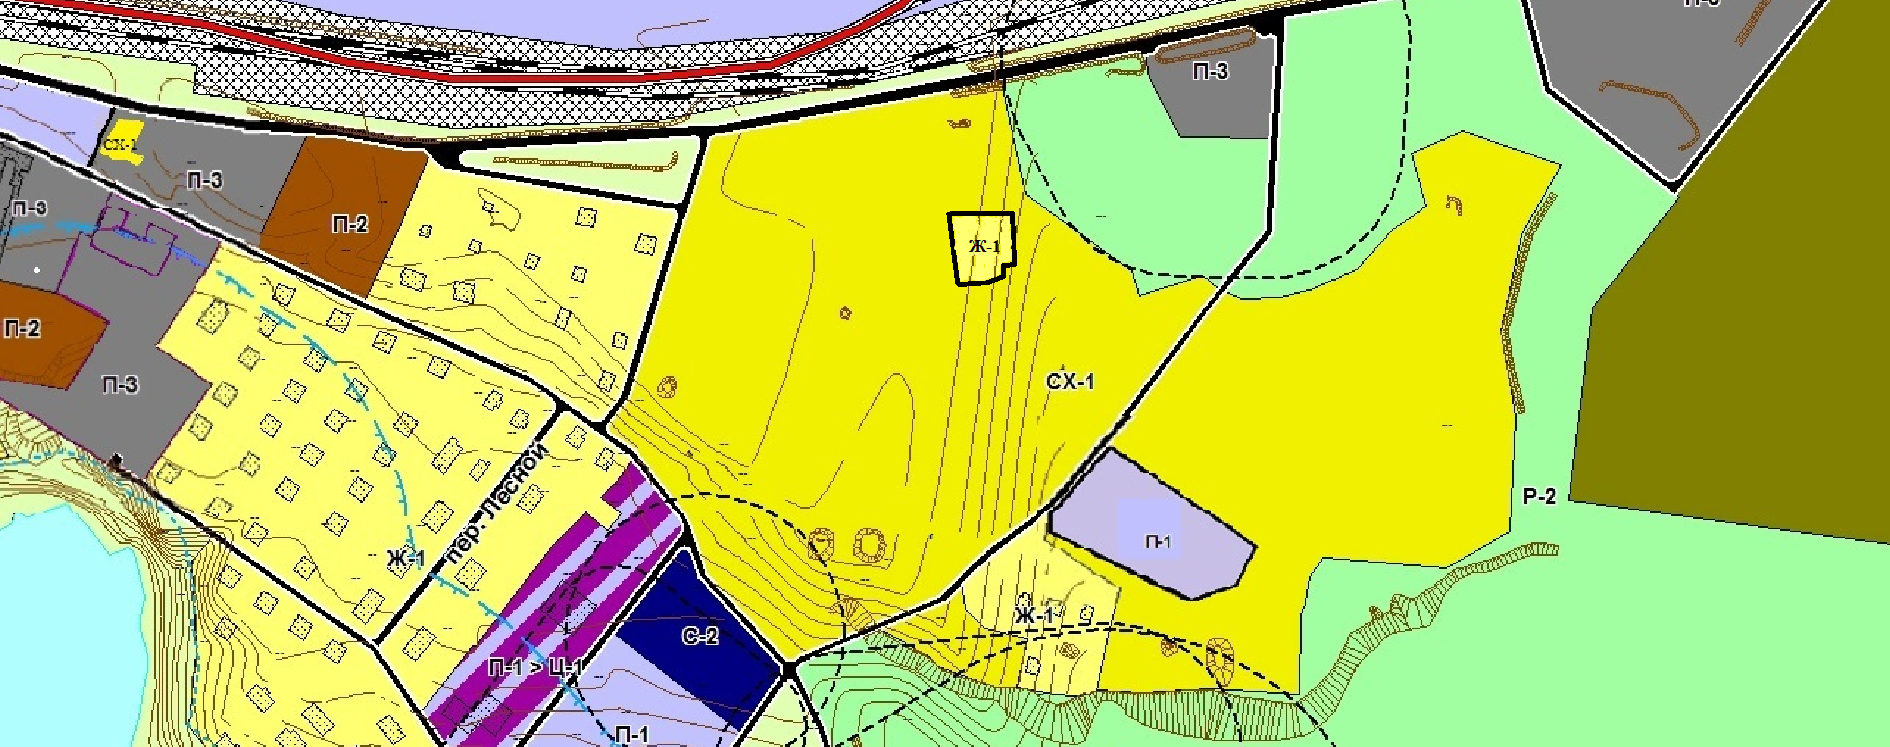 П-3
СХ-1
П-3
П-3
П-2
Ж-1
П-2
П-3
СХ-1
пер. Лесной
Р-2
П-1
Ж-1
Ж-1
С-2
П-1 > Ц-1
П-1